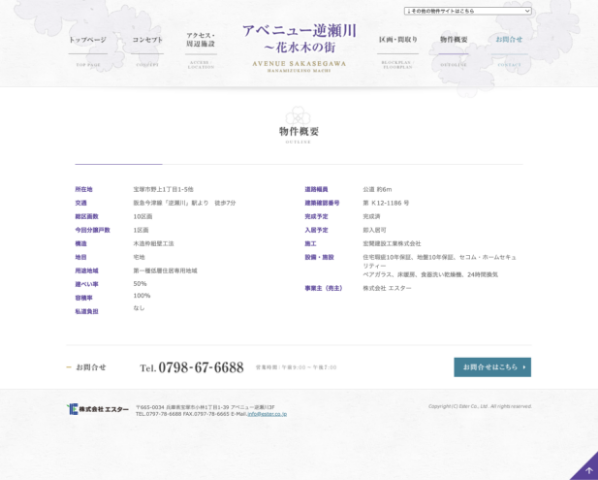 ↓その他の物件サイトはこちら
トップページ
TOP PAGE
コンセプト
CONCEPT
アクセス・
周辺施設
ACCESS・
LOCATION
アベニュー逆瀬川
～花水木の街
AVENUE SAKASEGAWA
HANAMIZUKINO MACHI
区画・間取り
BLOCKPLAN・
FLOORPLAN
物件概要
OUTLINE
お問合せ
CONTACT
物件概要
OUTLINE
所在地 宝塚市野上1丁目1-5他
交通 阪急今津線「逆瀬川」駅より 徒歩7分
総区画数 10区画
今回分譲戸数 1区画
構造 木造枠組壁工法
地目 宅地
用途地域 第一種低層住居専用地域
建ぺい率 50%
容積率 100%
私道負担 なし
道路幅員 公道 約6m
建築確認番号 第 K12-1186 号
完成予定 完成済
入居予定 即入居可
施工 宏陽建設工業株式会社
設備・施設 住宅瑕疵10年保証、地盤10年保証、セコム・ホームセキュ
リティー
ペアガラス、床暖房、食器洗い乾燥機、24時間換気
事業主（売主） 株式会社 エスター
お問合せ Tel. 0798-67-6688 営業時間：午前9:00～午後7:00 お問合せはこちら
株式会社 エスター
〒665-0034 兵庫県宝塚市小林1丁目1-39 アベニュー逆瀬川2F
TEL.0797-78-6688 FAX.0797-78-6665 E-Mail.info@ester.co.jp
Copyright (C) Ester Co., Ltd. All rights reserved.